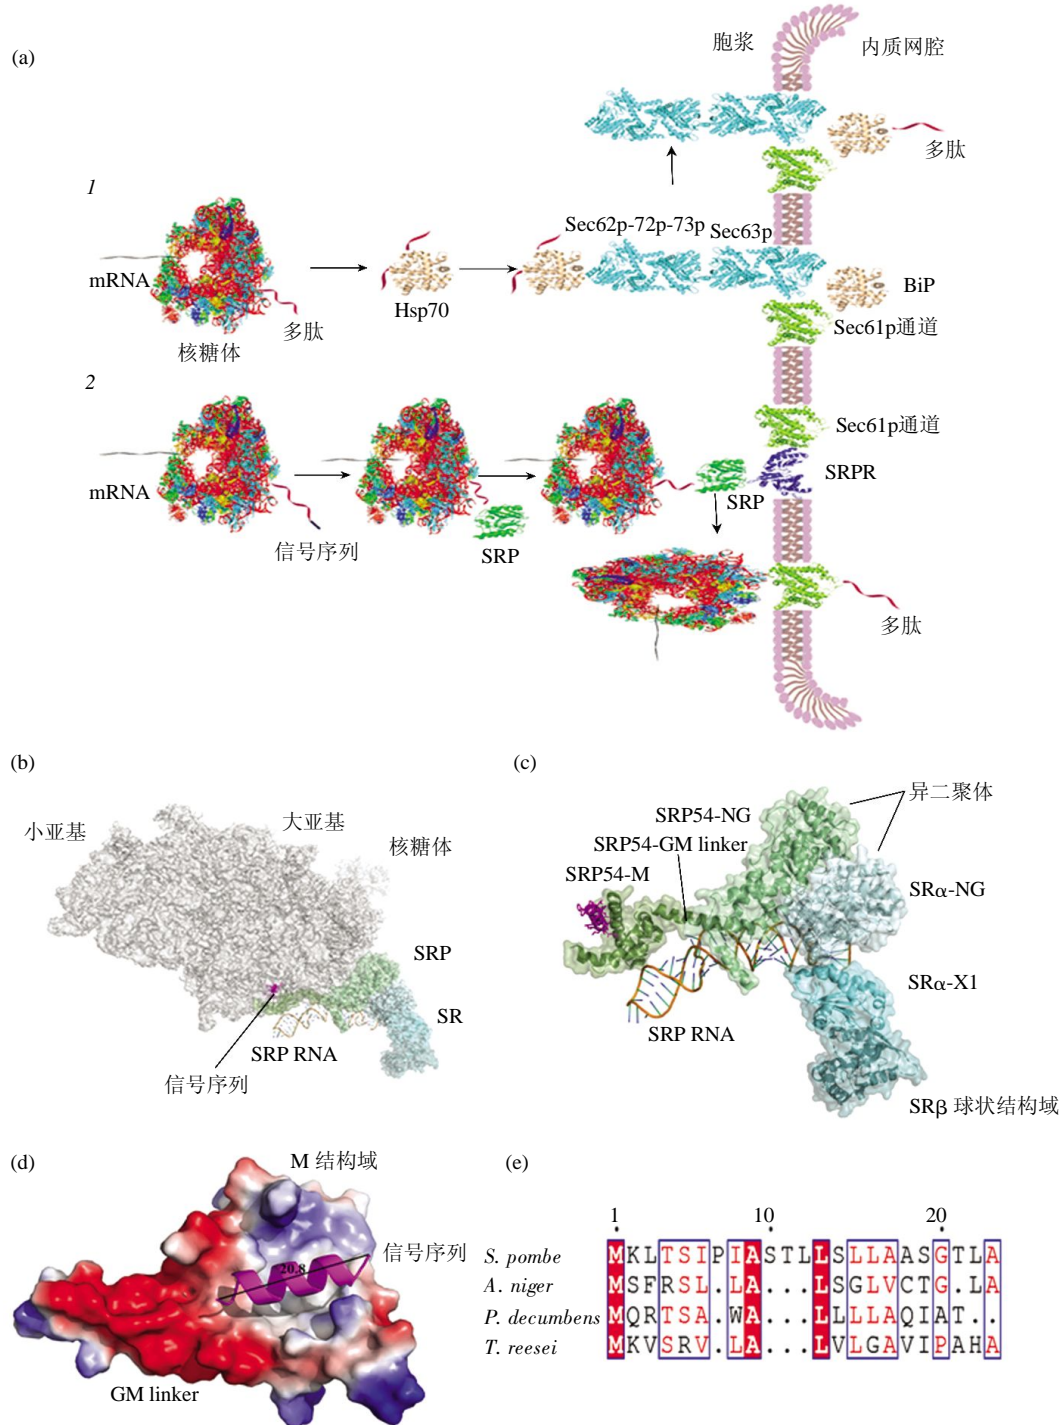 (a)
胞浆
内质网腔
多肽
1
Sec62p-72p-73p
Sec63p
mRNA
Hsp70
BiP
多肽
核糖体
Sec61p通道
2
Sec61p通道
mRNA
SRPR
SRP
信号序列
SRP
多肽
(b)
小亚基
大亚基
核糖体
SRP
SR
SRP RNA
信号序列
(c)
异二聚体
SRP54-NG
SRP54-GM linker
SRP54-M
SRα-NG
SRα-X1
SRP RNA
SRβ 球状结构域
(d)
M 结构域
信号序列
20.8
GM linker
(e)
1 10 20
S. pombe MKLTSIPIASTLLSLLAASGTLA
A. niger MSFRSL.LA...LSGLVCTG.LA
P. decumbens MQRTSA.WA...LLLLAQIAT..
T. reesei MKVSRV.LA...LVLGAVIPAHA